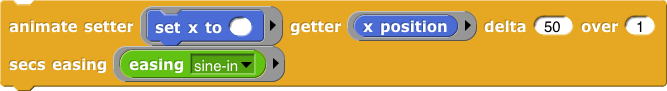 animate setter set x to getter x position delta 50 over 1
secs easing easing sine-in